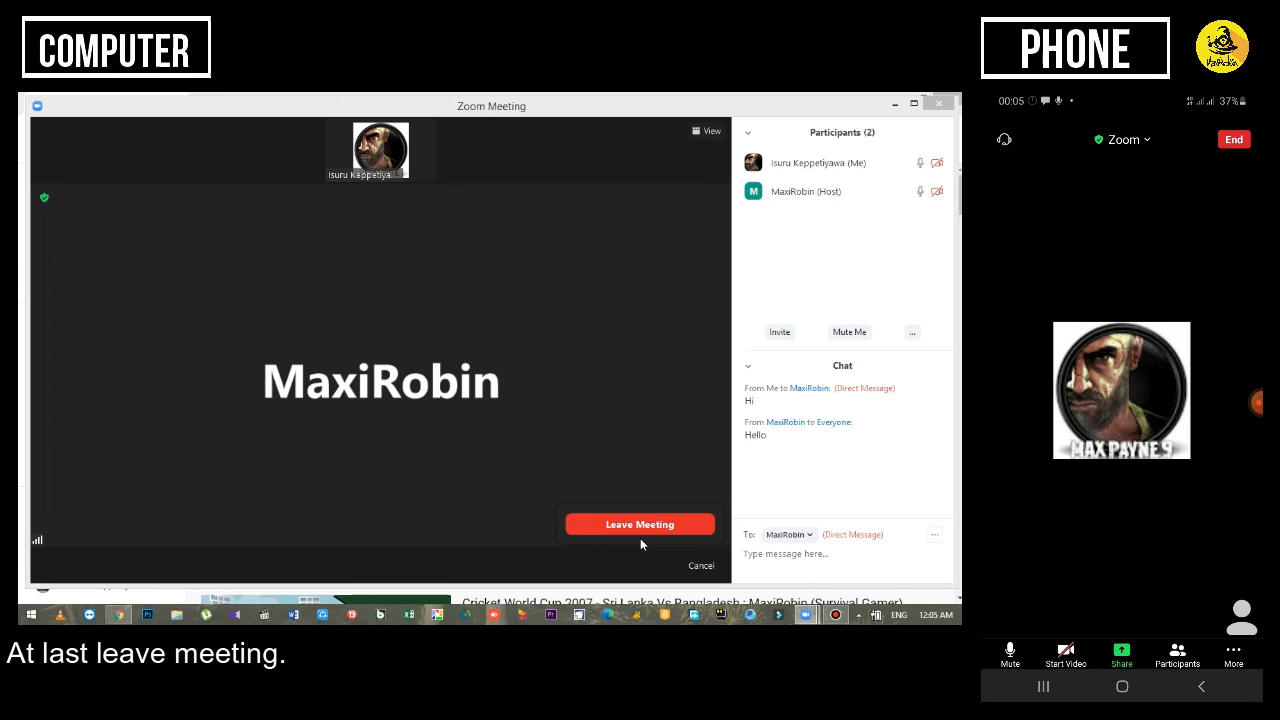 COMPUTER
PHONE
MaxiRobin
Zoom Meeting
View
Isuru Keppetiya...
MaxiRobin
Leave Meeting
Cancel
Participants (2)
Isuru Keppetiyawa (Me)
M
MaxiRobin (Host)
Invite
Mute Me
...
Chat
From Me to MaxiRobin: (Direct Message)
Hi
From MaxiRobin to Everyone:
Hello
To: MaxiRobin (Direct Message)
Type message here...
Cricket World Cup 2007 - Sri Lanka Vs Bangladesh : MaxiRobin (Survival Gamer)
ENG 12:05 AM
At last leave meeting.
00:05 37%
Zoom
End
MAX PAYNE 9
Mute Start Video Share Participants More